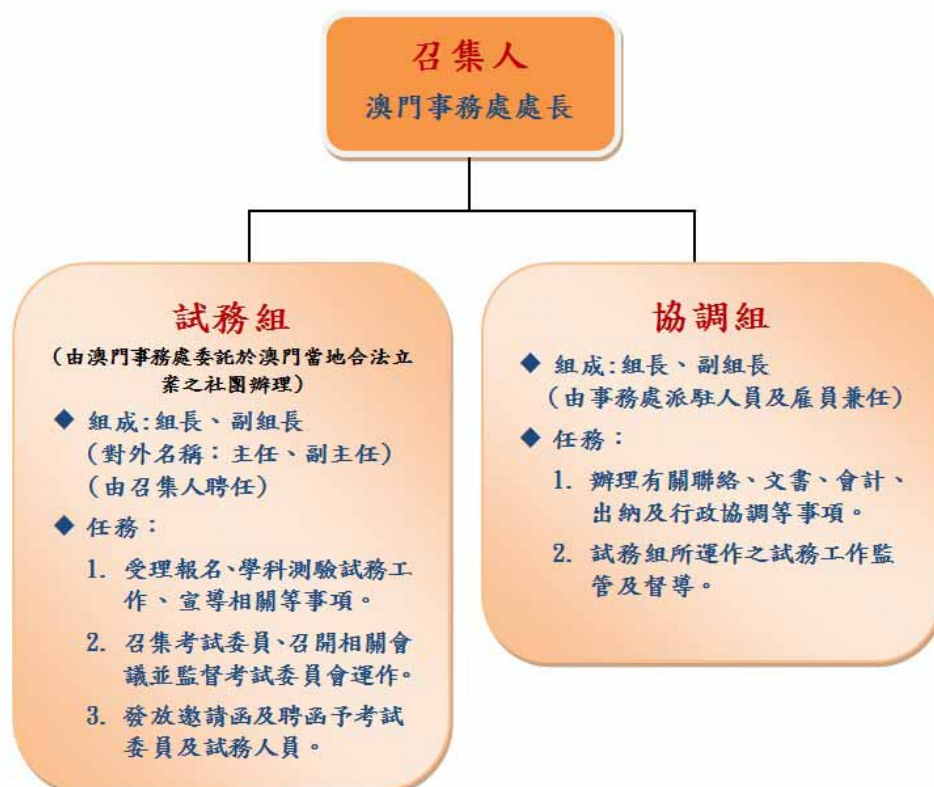 召集人
澳門事務處處長
試務組
(由澳門事務處委託於澳門當地合法立
案之社團辦理)
◆ 組成:組長、副組長
(對外名稱：主任、副主任)
(由召集人聘任)
◆ 任務：
1. 受理報名、學科測驗試務工
作、宣導相關等事項。
2. 召集考試委員、召開相關會
議並監督考試委員會運作。
3. 發放邀請函及聘函予考試
委員及試務人員。
協調組
◆ 組成:組長、副組長
(由事務處派駐人員及雇員兼任)
◆ 任務：
1. 辦理有關聯絡、文書、會計、
出納及行政協調等事項。
2. 試務組所運作之試務工作監
管及督導。